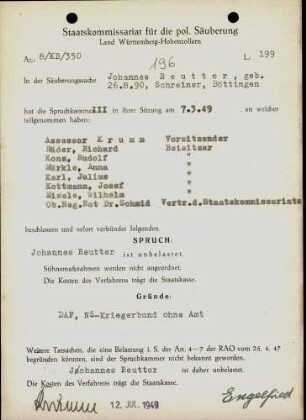 Staatskommissariat für die pol. Säuberung
Land Württemberg-Hohenzollern
Az.: 8/KB/350
L. 199
196
In der Säuberungssache Johannes Reutter, geb.
26.8.90, Schreiner, Böttingen
hat die Spruchkammer III in ihrer Sitzung am 7.3.49 an welcher
teilgenommen haben:
Assessor Krumm Vorsitzender
Räder, Richard Beisitzer
Konz, Rudolf "
Märkle, Anna "
Karl, Julius "
Kottmann, Josef "
Eisele, Wilhelm "
Ob.Reg.Rat Dr.Schmid Vertr.d.Staatskommissariats
beschlossen und sofort verkündet folgenden
SPRUCH:
Johannes Reutter ist unbelastet.
Sühnemaßnahmen werden nicht angeordnet.
Die Kosten des Verfahrens trägt die Staatskasse.
Gründe:
DAF, NS-Kriegerbund ohne Amt
Weitere Tatsachen, die eine Belastung i. S. der Art. 4-7 der RAO vom 25. 4. 47
begründen könnten, sind der Spruchkammer nicht bekannt geworden.
Johannes Reutter ist daher unbelastet.
Die Kosten des Verfahrens trägt die Staatskasse.
12. JUL. 1949
Engelfried